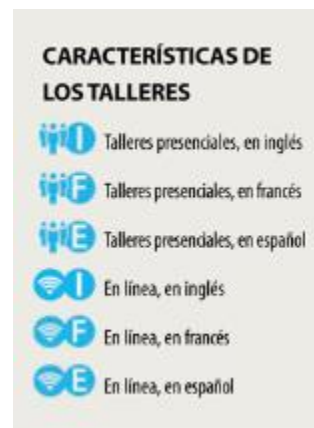 CARACTERÍSTICAS DE
LOS TALLERES
I Talleres presenciales, en inglés
F Talleres presenciales, en francés
E Talleres presenciales, en español
I En línea, en inglés
F En línea, en francés
E En línea, en español